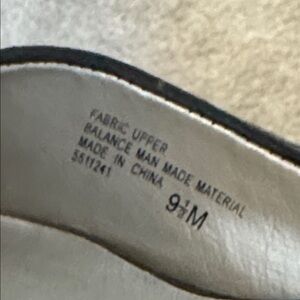 FABRIC UPPER
BALANCE MAN MADE MATERIAL
MADE IN CHINA
5511241
9½M